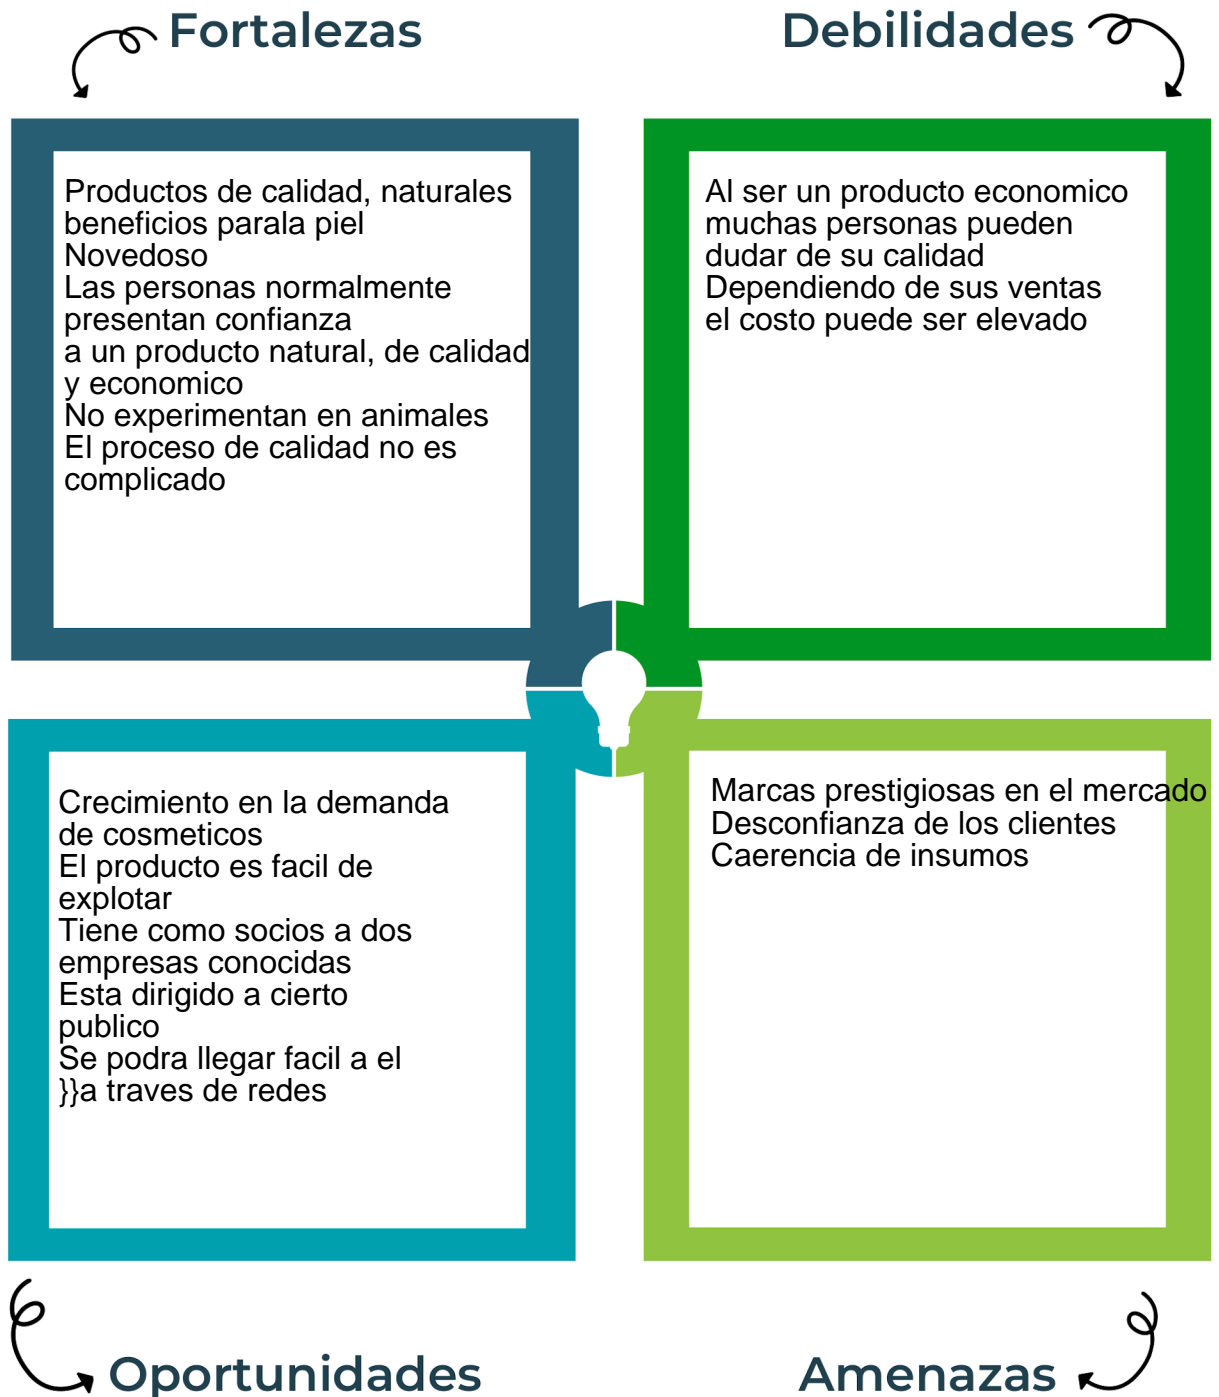 Fortalezas
Productos de calidad, naturales
beneficios parala piel
Novedoso
Las personas normalmente
presentan confianza
a un producto natural, de calidad
y economico
No experimentan en animales
El proceso de calidad no es
complicado
Debilidades
Al ser un producto economico
muchas personas pueden
dudar de su calidad
Dependiendo de sus ventas
el costo puede ser elevado
Crecimiento en la demanda
de cosmeticos
El producto es facil de
explotar
Tiene como socios a dos
empresas conocidas
Esta dirigido a cierto
publico
Se podra llegar facil a el
}}a traves de redes
Oportunidades
Marcas prestigiosas en el mercado
Desconfianza de los clientes
Caerencia de insumos
Amenazas